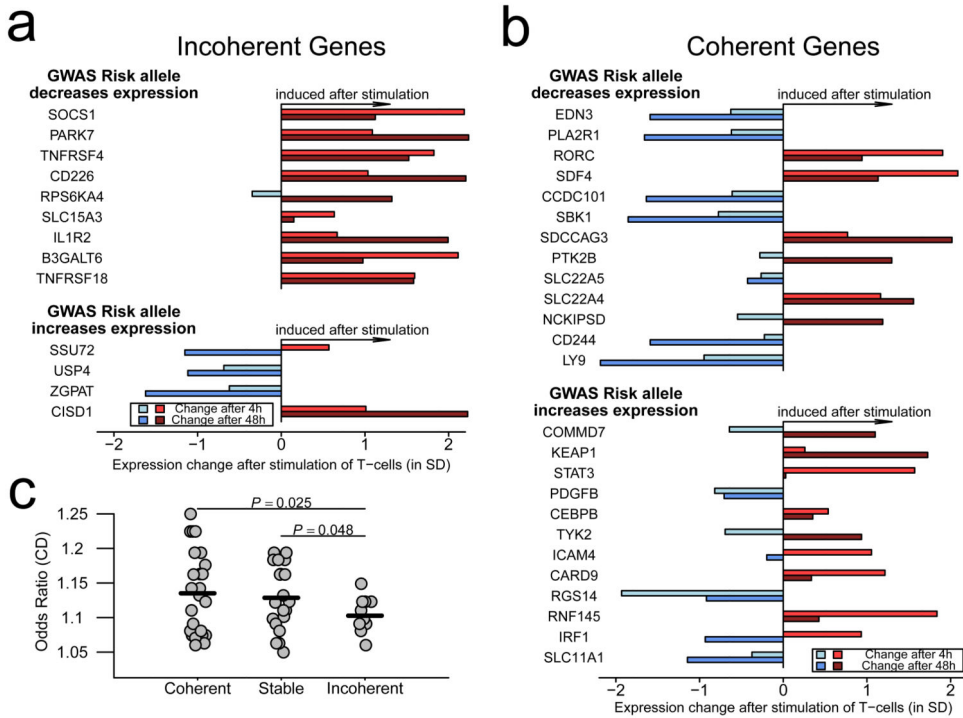 a
Incoherent Genes
GWAS Risk allele
decreases expression
induced after stimulation
SOCS1
PARK7
TNFRSF4
CD226
RPS6KA4
SLC15A3
IL1R2
B3GALT6
TNFRSF18
GWAS Risk allele
increases expression
induced after stimulation
SSU72
USP4
ZGPAT
CISD1
Change after 4h
Change after 48h
−2 −1 0 1 2
Expression change after stimulation of T−cells (in SD)
b
Coherent Genes
GWAS Risk allele
decreases expression
induced after stimulation
EDN3
PLA2R1
RORC
SDF4
CCDC101
SBK1
SDCCAG3
PTK2B
SLC22A5
SLC22A4
NCKIPSD
CD244
LY9
GWAS Risk allele
increases expression
induced after stimulation
COMMD7
KEAP1
STAT3
PDGFB
CEBPB
TYK2
ICAM4
CARD9
RGS14
RNF145
IRF1
SLC11A1
Change after 4h
Change after 48h
−2 −1 0 1 2
Expression change after stimulation of T−cells (in SD)
c
Odds Ratio (CD)
1.25
1.2
1.15
1.1
1.05
P = 0.025
P = 0.048
Coherent Stable Incoherent